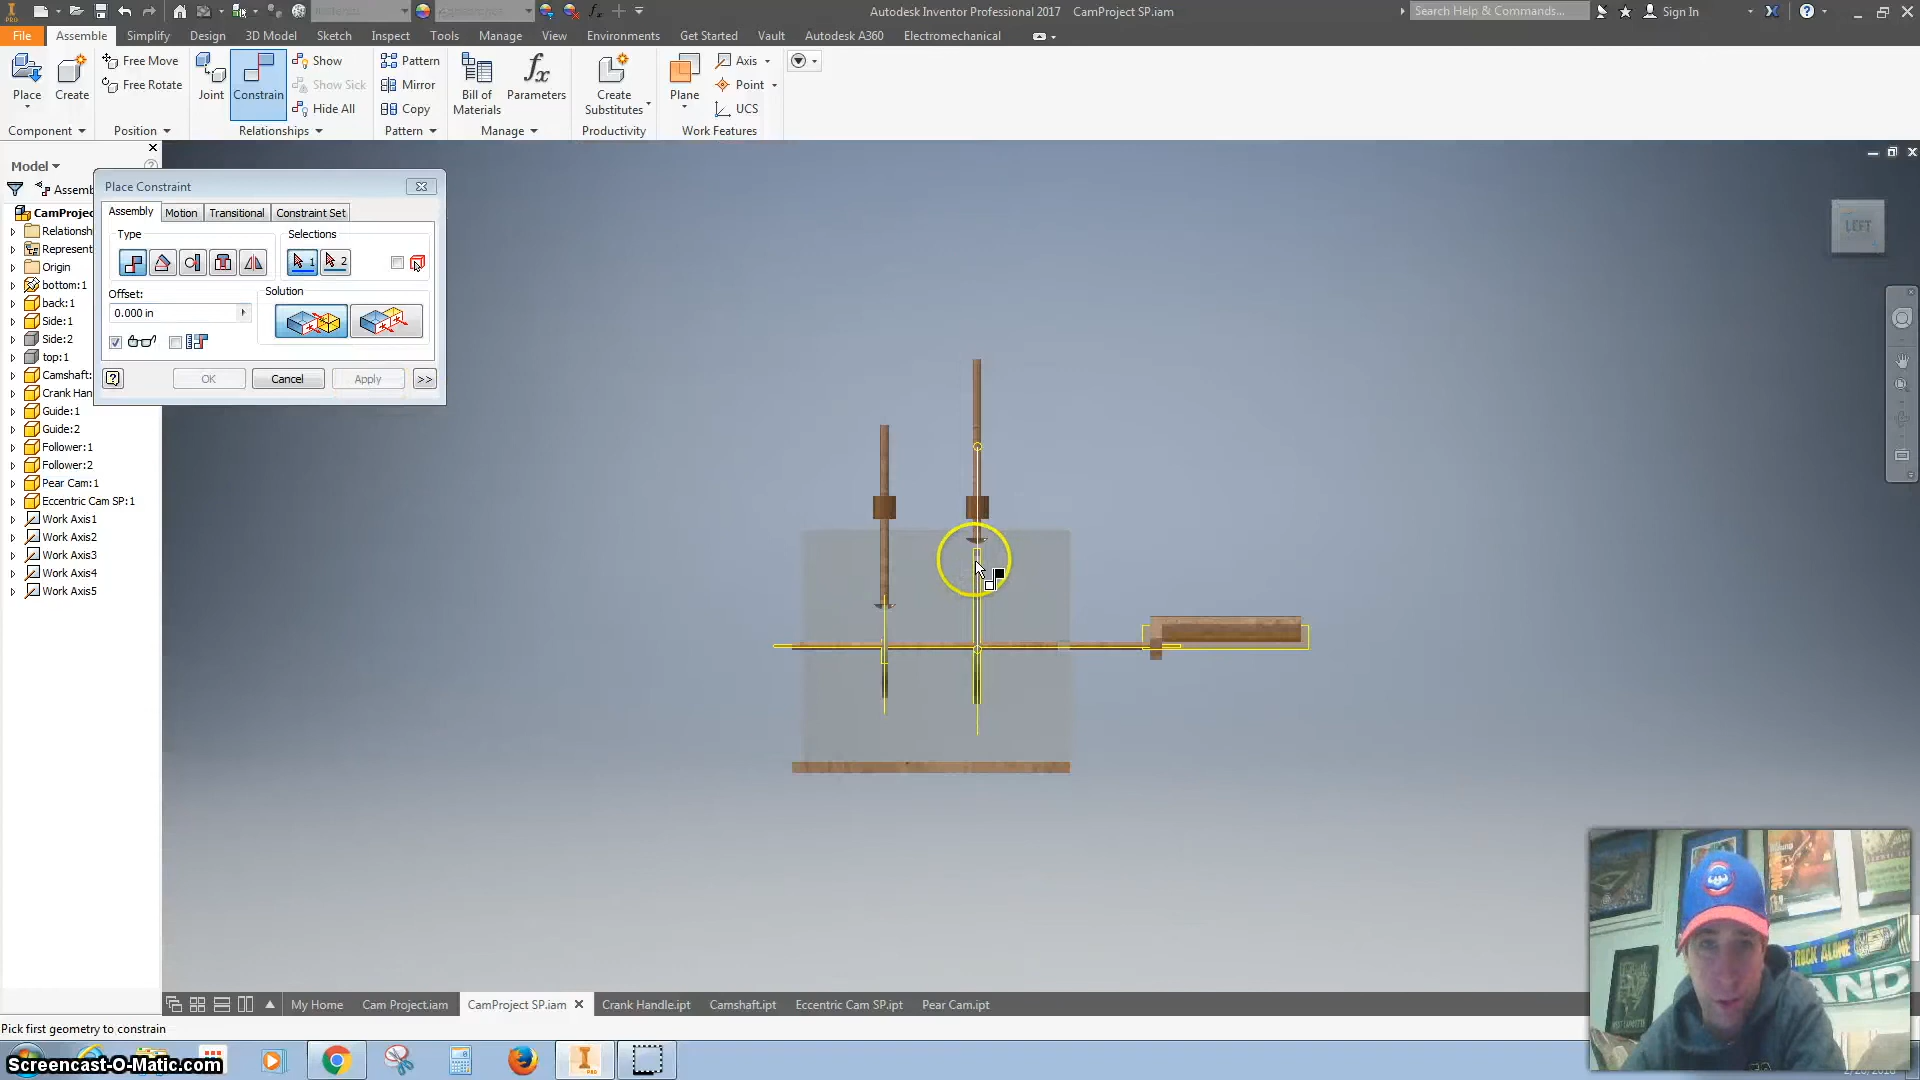 Autodesk Inventor Professional 2017 CamProject SP.iam
Search Help & Commands...
Sign In
File Assemble Simplify Design 3D Model Sketch Inspect Tools Manage View Environments Get Started Vault Autodesk A360 Electromechanical
Place
Create
Free Move
Free Rotate
Joint
Constrain
Show
Show Sick
Hide All
Pattern
Mirror
Copy
Bill of
Materials
fx
Parameters
Create
Substitutes
Plane
Axis
Point
UCS
Component Position Relationships Pattern Manage Productivity Work Features
Model
Assemb
CamProjec
Relationsh
Represent
Origin
bottom:1
back:1
Side:1
Side:2
top:1
Camshaft:
Crank Han
Guide:1
Guide:2
Follower:1
Follower:2
Pear Cam:1
Eccentric Cam SP:1
Work Axis1
Work Axis2
Work Axis3
Work Axis4
Work Axis5
Place Constraint
Assembly Motion Transitional Constraint Set
Type
Selections
1 2
Offset:
0.000 in
Solution
OK Cancel Apply >>
LEFT
ROCK ALONE
AND
My Home Cam Project.iam CamProject SP.iam Crank Handle.ipt Camshaft.ipt Eccentric Cam SP.ipt Pear Cam.ipt
Pick first geometry to constrain
Screencast-O-Matic.com